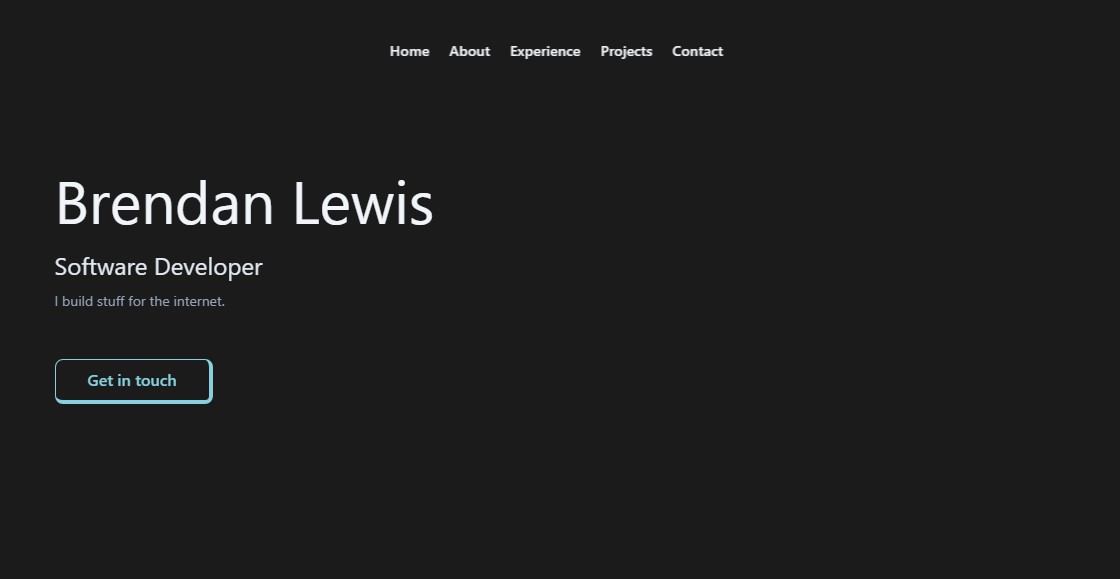 Home About Experience Projects Contact
Brendan Lewis
Software Developer
I build stuff for the internet.
Get in touch